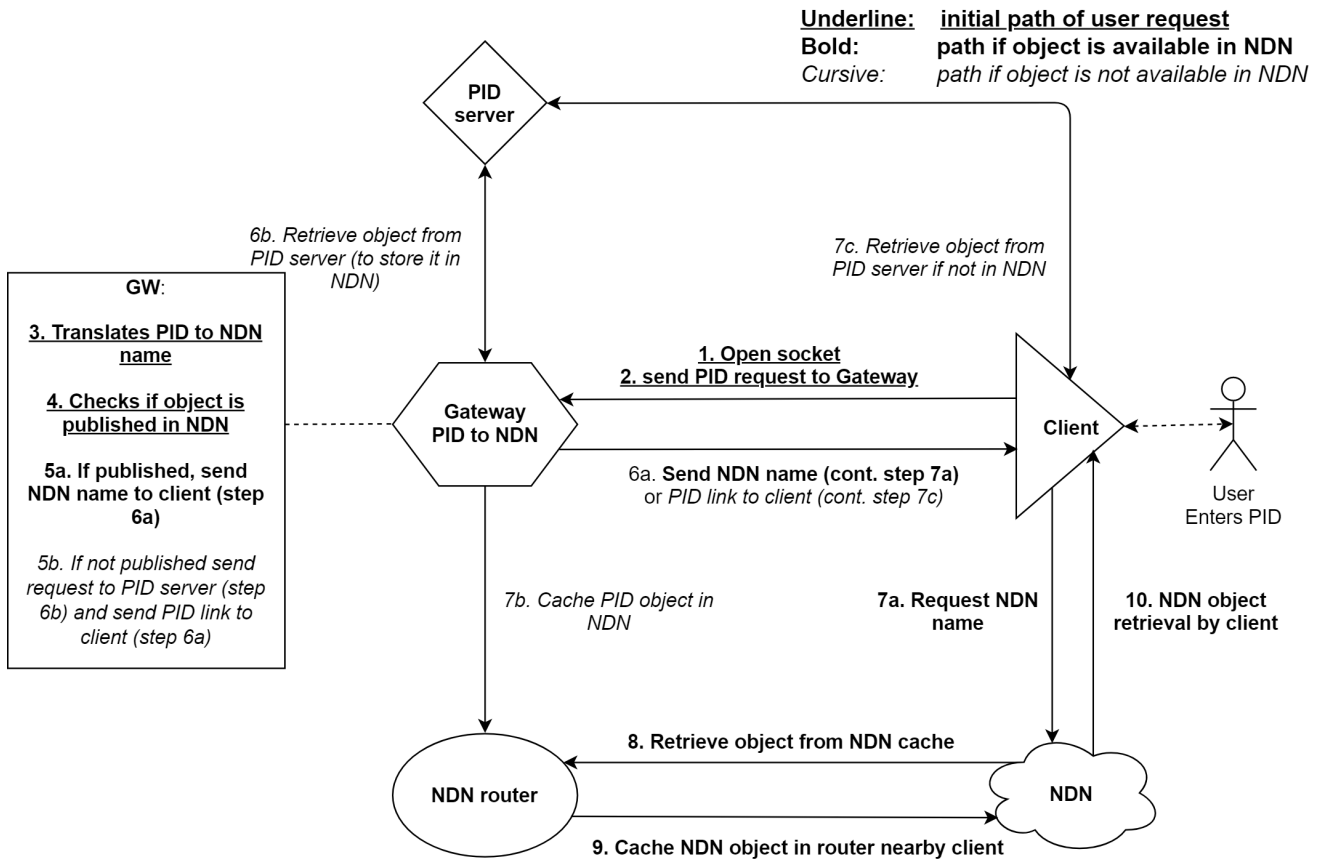 Underline: initial path of user request
Bold: path if object is available in NDN
Cursive: path if object is not available in NDN
PID
server
6b. Retrieve object from
PID server (to store it in
NDN)
7c. Retrieve object from
PID server if not in NDN
GW:
3. Translates PID to NDN
name
4. Checks if object is
published in NDN
5a. If published, send
NDN name to client (step
6a)
5b. If not published send
request to PID server (step
6b) and send PID link to
client (step 6a)
1. Open socket
2. send PID request to Gateway
Gateway
PID to NDN
Client
6a. Send NDN name (cont. step 7a)
or PID link to client (cont. step 7c)
User
Enters PID
7b. Cache PID object in
NDN
7a. Request NDN
name
10. NDN object
retrieval by client
8. Retrieve object from NDN cache
NDN router
NDN
9. Cache NDN object in router nearby client